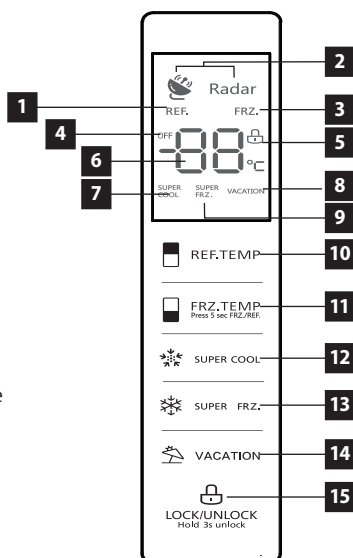 2
Radar
1
REF.
FRZ.
3
4
OFF
-88
°C
5
6
7
SUPER COOL
SUPER FRZ.
VACATION
8
9
REF.TEMP
10
FRZ.TEMP
Press 5 sec FRZ./REF.
11
SUPER COOL
12
e
SUPER FRZ.
13
VACATION
14
15
LOCK/UNLOCK
Hold 3s unlock